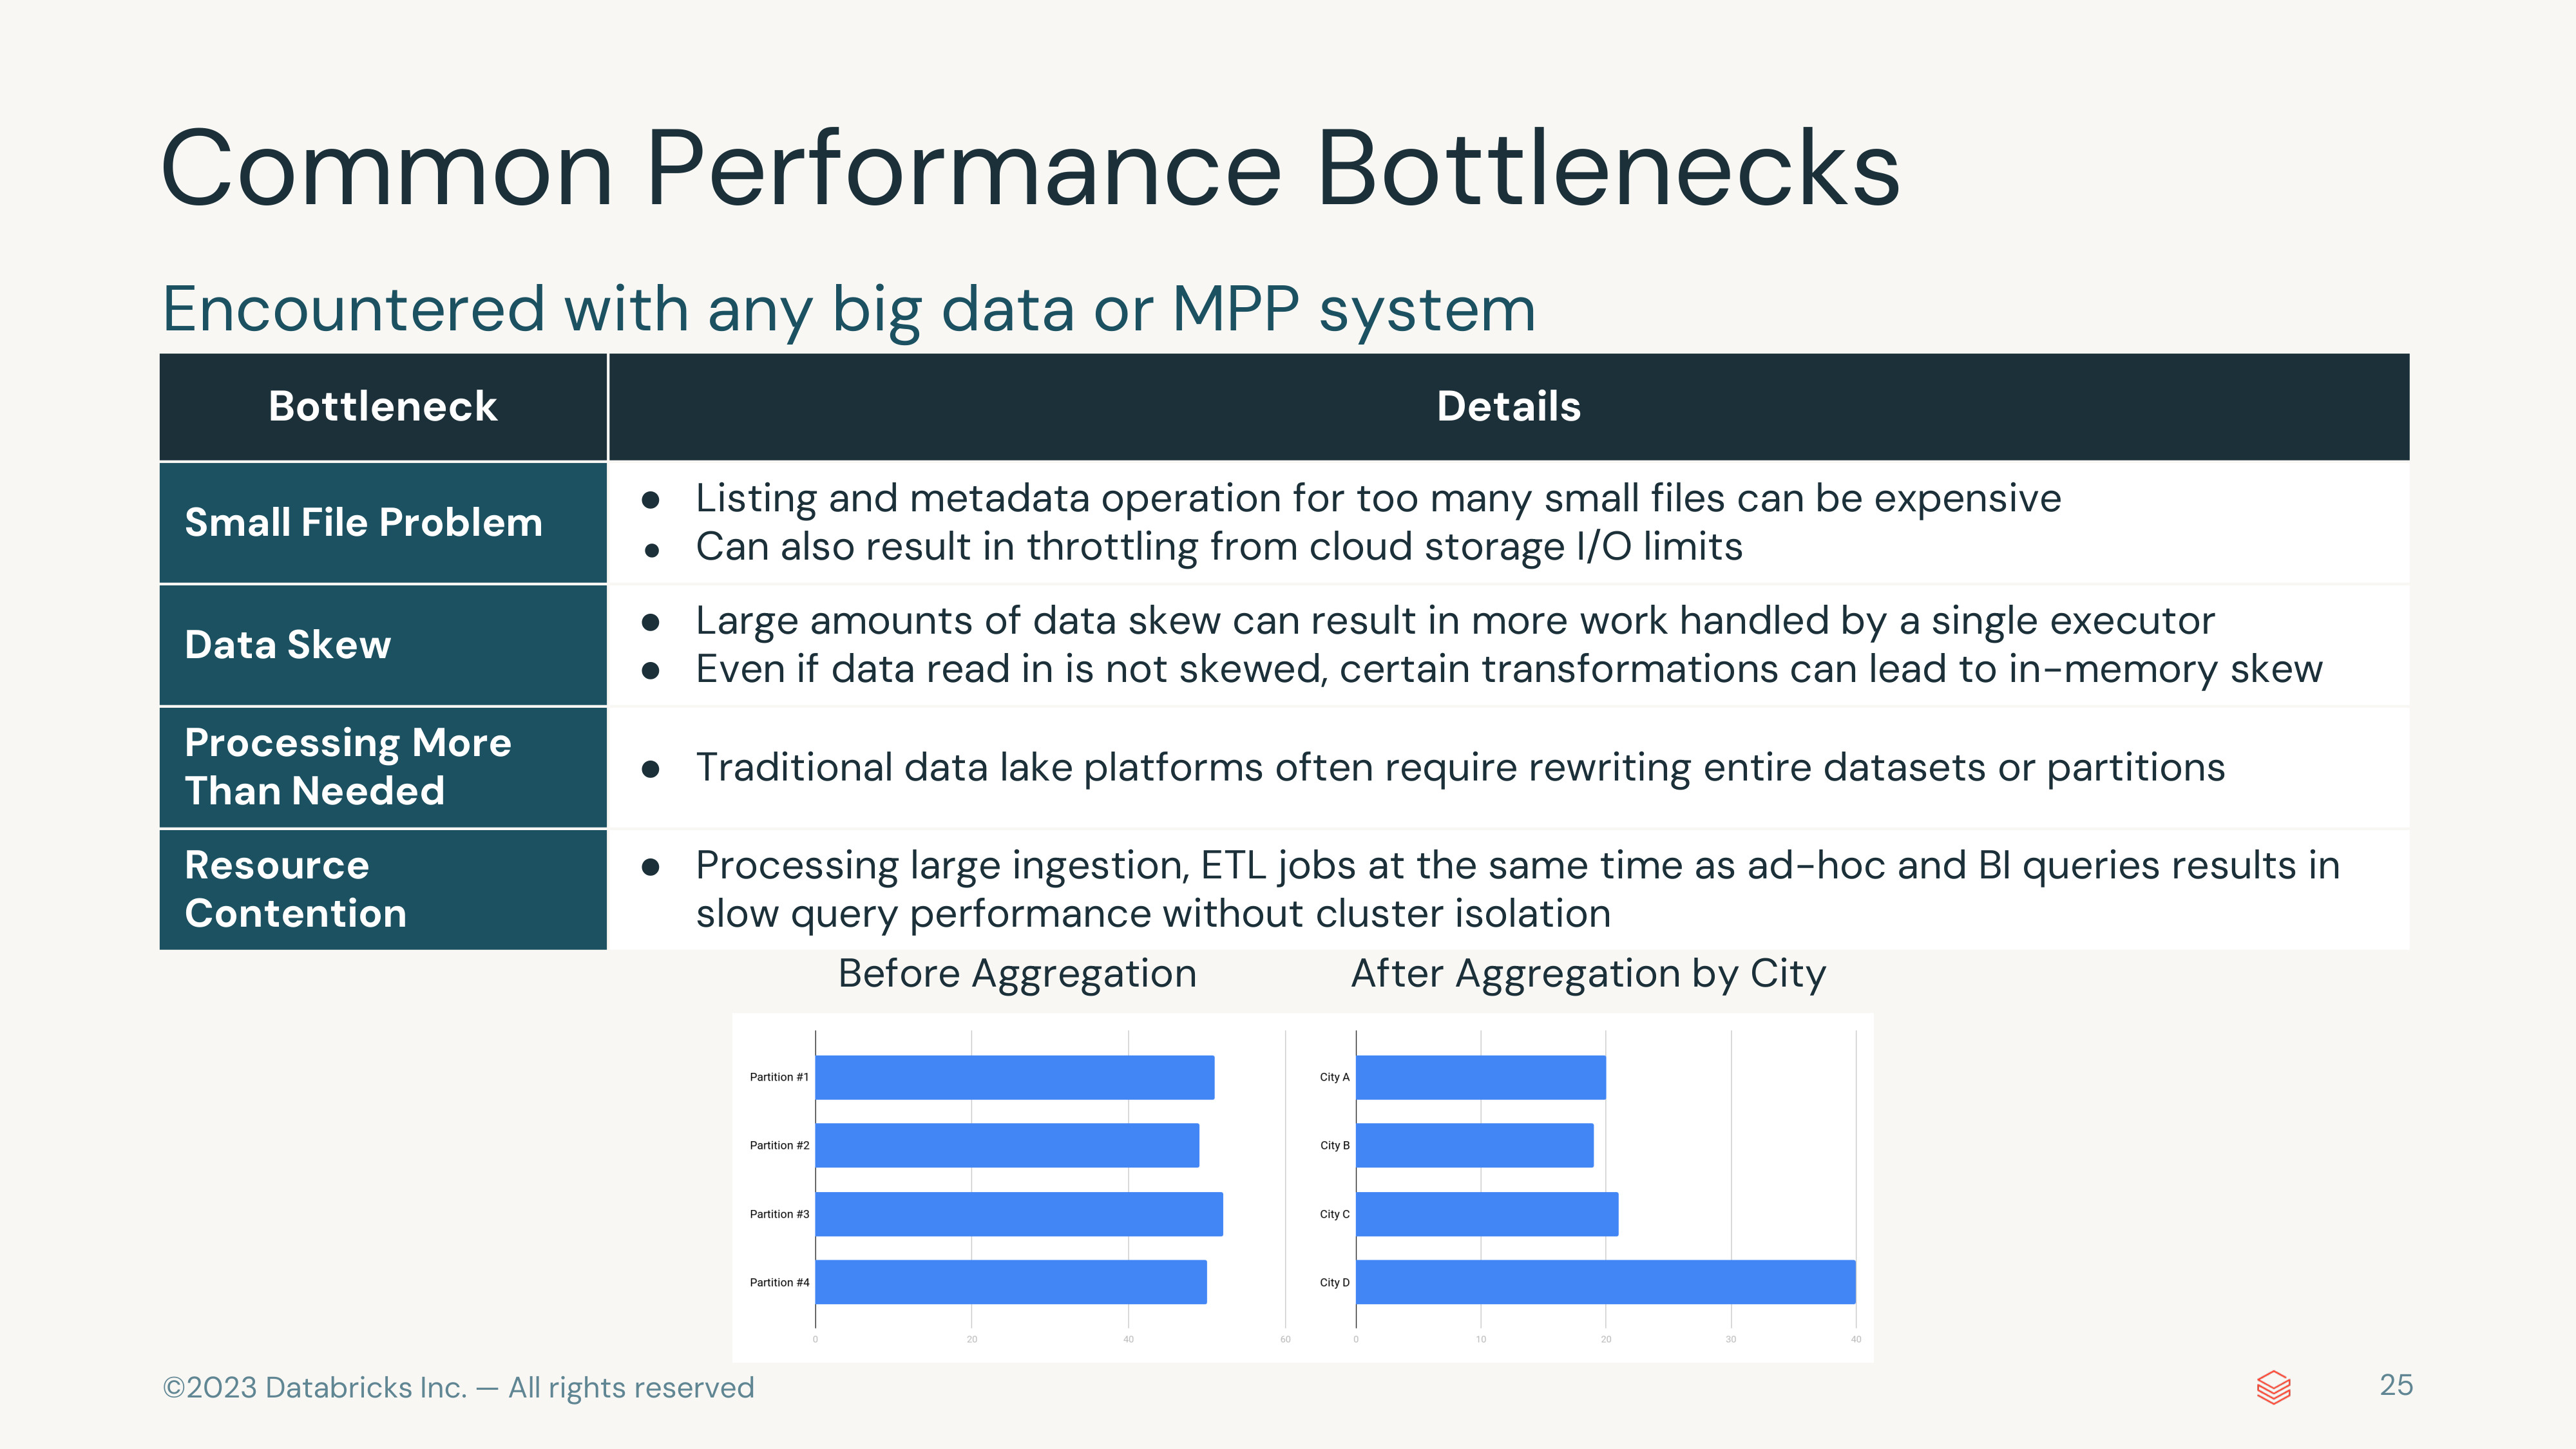 Common Performance Bottlenecks
Encountered with any big data or MPP system
Bottleneck
Details
Small File Problem
● Listing and metadata operation for too many small files can be expensive
● Can also result in throttling from cloud storage I/O limits
Data Skew
● Large amounts of data skew can result in more work handled by a single executor
● Even if data read in is not skewed, certain transformations can lead to in-memory skew
Processing More
Than Needed
● Traditional data lake platforms often require rewriting entire datasets or partitions
Resource
Contention
● Processing large ingestion, ETL jobs at the same time as ad-hoc and BI queries results in
slow query performance without cluster isolation
Before Aggregation
Partition #1
Partition #2
Partition #3
Partition #4
0 20 40 60
After Aggregation by City
City A
City B
City C
City D
0 10 20 30 40
©2023 Databricks Inc. — All rights reserved
25